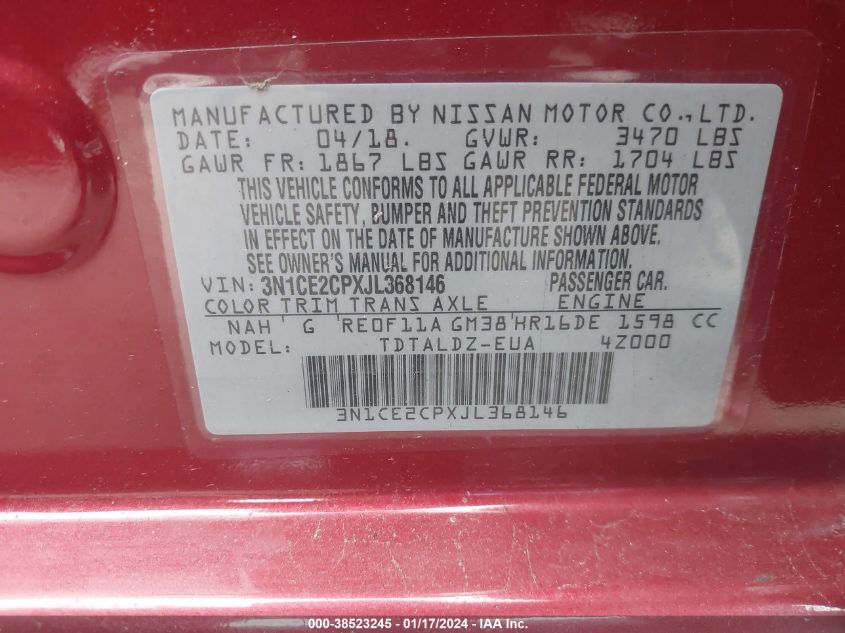 MANUFACTURED BY NISSAN MOTOR CO.,LTD.
DATE: 04/18. GVWR: 3470 LBS
GAWR FR: 1867 LBS GAWR RR: 1704 LBS
THIS VEHICLE CONFORMS TO ALL APPLICABLE FEDERAL MOTOR
VEHICLE SAFETY, BUMPER AND THEFT PREVENTION STANDARDS
IN EFFECT ON THE DATE OF MANUFACTURE SHOWN ABOVE.
SEE OWNER'S MANUAL FOR ADDITIONAL INFORMATION.
VIN: 3N1CE2CPXJL368146 PASSENGER CAR.
COLOR TRIM TRANS AXLE ENGINE
NAH G RE0F11A GM38 HR16DE 1598 CC
MODEL: TDTALDZ-EUA 4Z000
3N1CE2CPXJL368146
000-38523245 - 01/17/2024 - IAA Inc.